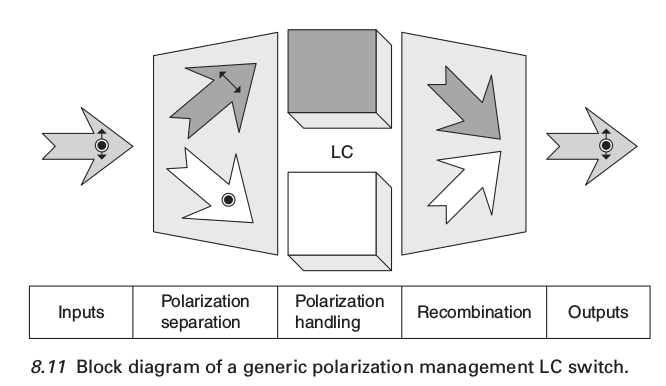 LC
Inputs
Polarization
separation
Polarization
handling
Recombination
Outputs
8.11 Block diagram of a generic polarization management LC switch.